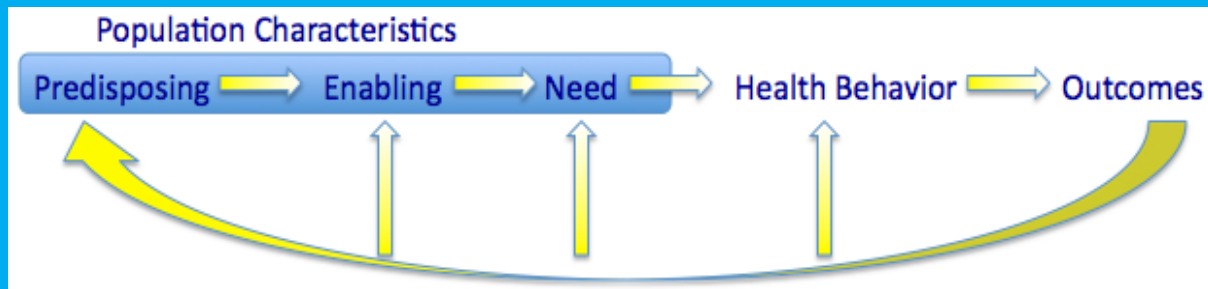 Population Characteristics
Predisposing Enabling Need Health Behavior Outcomes